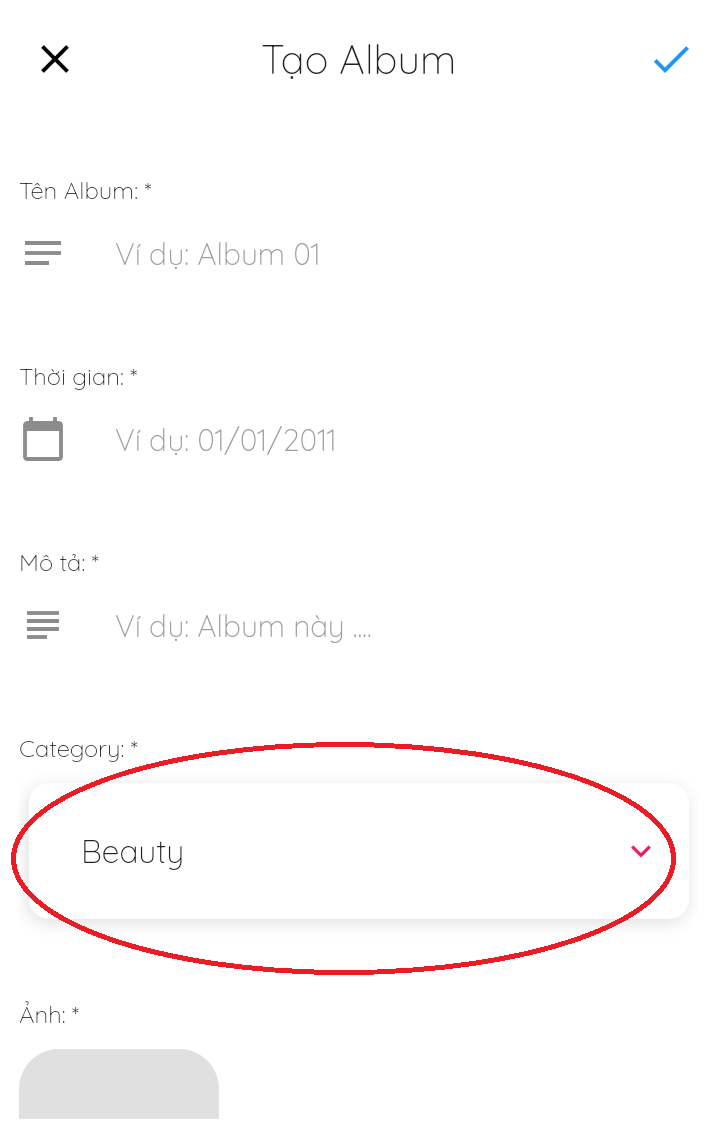 Tạo Album
Tên Album: *
Ví dụ: Album 01
Thời gian: *
Ví dụ: 01/01/2011
Mô tả: *
Ví dụ: Album này ....
Category: *
Beauty
Ảnh: *